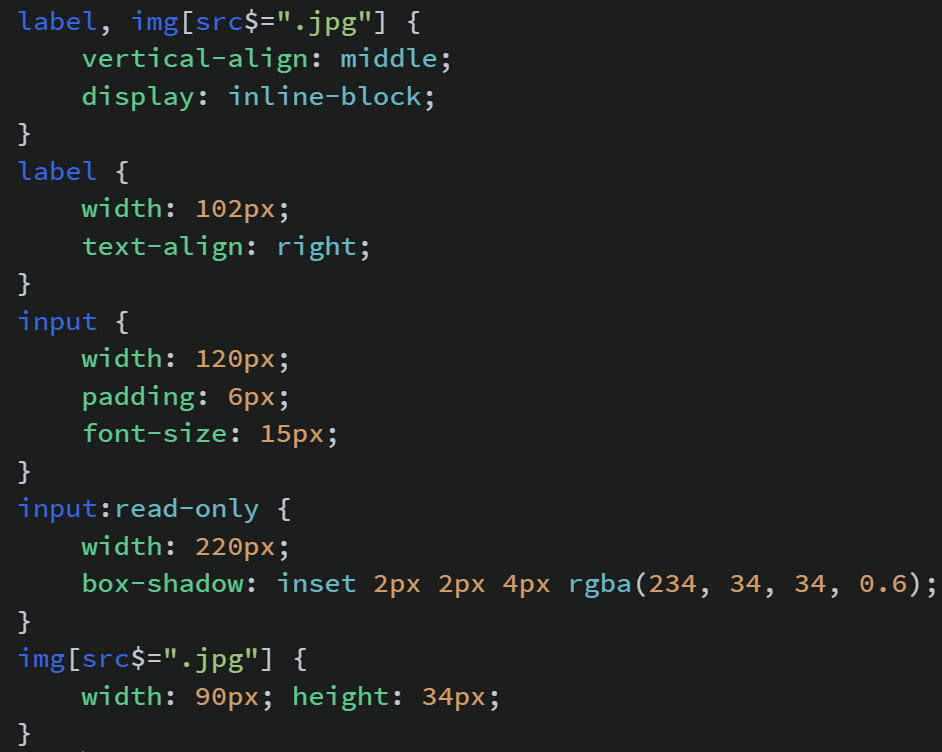 label, img[src$=".jpg"] {
    vertical-align: middle;
    display: inline-block;
}
label {
    width: 102px;
    text-align: right;
}
input {
    width: 120px;
    padding: 6px;
    font-size: 15px;
}
input:read-only {
    width: 220px;
    box-shadow: inset 2px 2px 4px rgba(234, 34, 34, 0.6);
}
img[src$=".jpg"] {
    width: 90px; height: 34px;
}